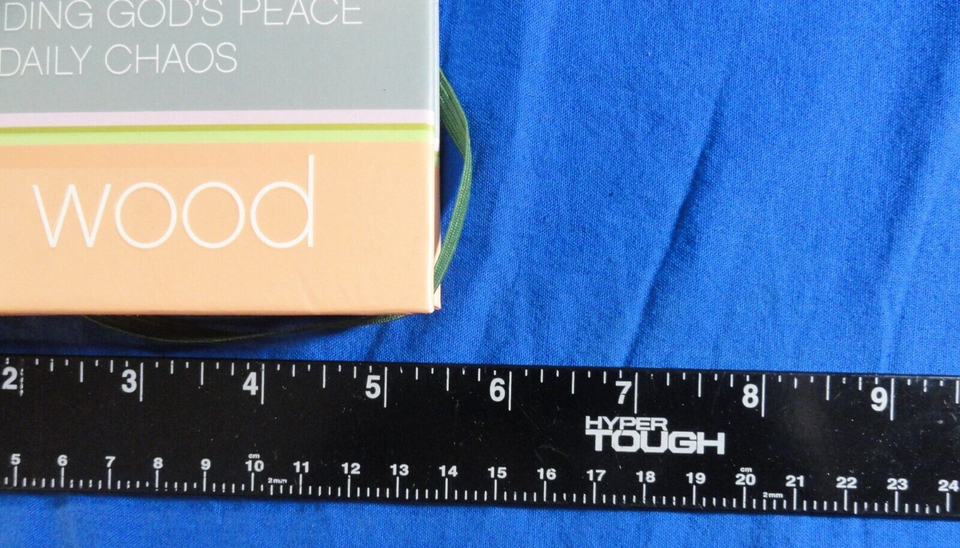 DING GOD'S PEACE
DAILY CHAOS
wood
2 3 4 5 6 7 8 9
HYPER
TOUGH
cm cm
5 6 7 8 9 10 11 12 13 14 15 16 17 18 19 20 21 22 23 24
2mm 2mm